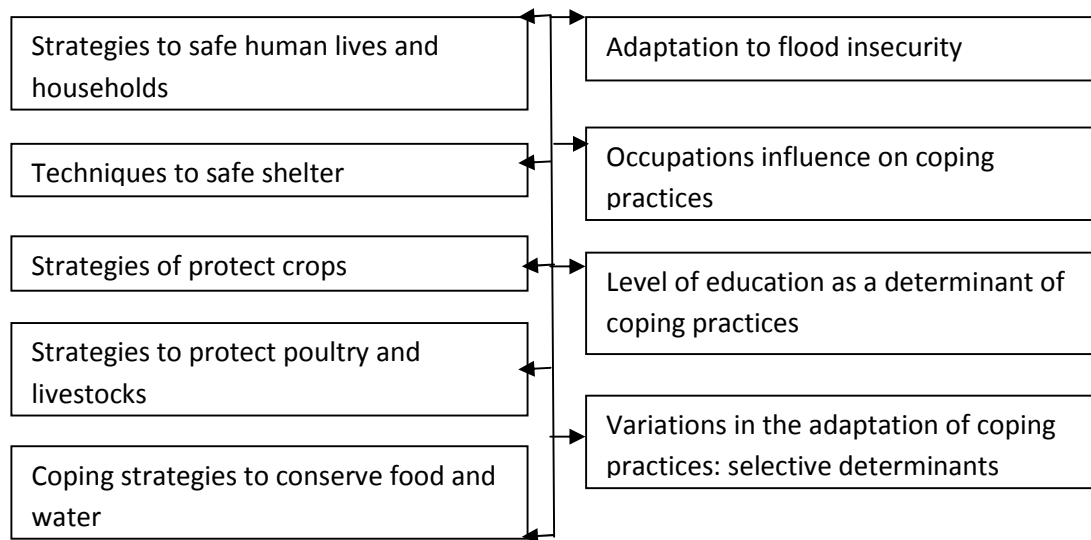 Strategies to safe human lives and
households
Techniques to safe shelter
Strategies of protect crops
Strategies to protect poultry and
livestocks
Coping strategies to conserve food and
water
Adaptation to flood insecurity
Occupations influence on coping
practices
Level of education as a determinant of
coping practices
Variations in the adaptation of coping
practices: selective determinants